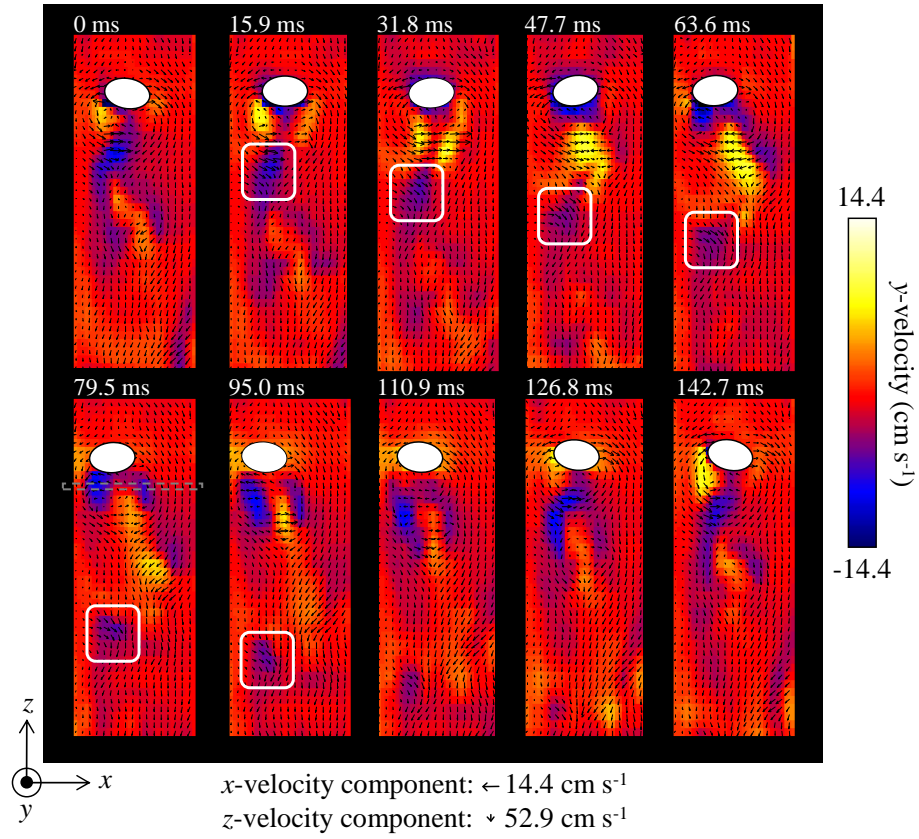 0 ms 15.9 ms 31.8 ms 47.7 ms 63.6 ms
14.4
y-velocity (cm s-1)
-14.4
79.5 ms 95.0 ms 110.9 ms 126.8 ms 142.7 ms
z
x
y
x-velocity component: ← 14.4 cm s-1
z-velocity component: ↓ 52.9 cm s-1